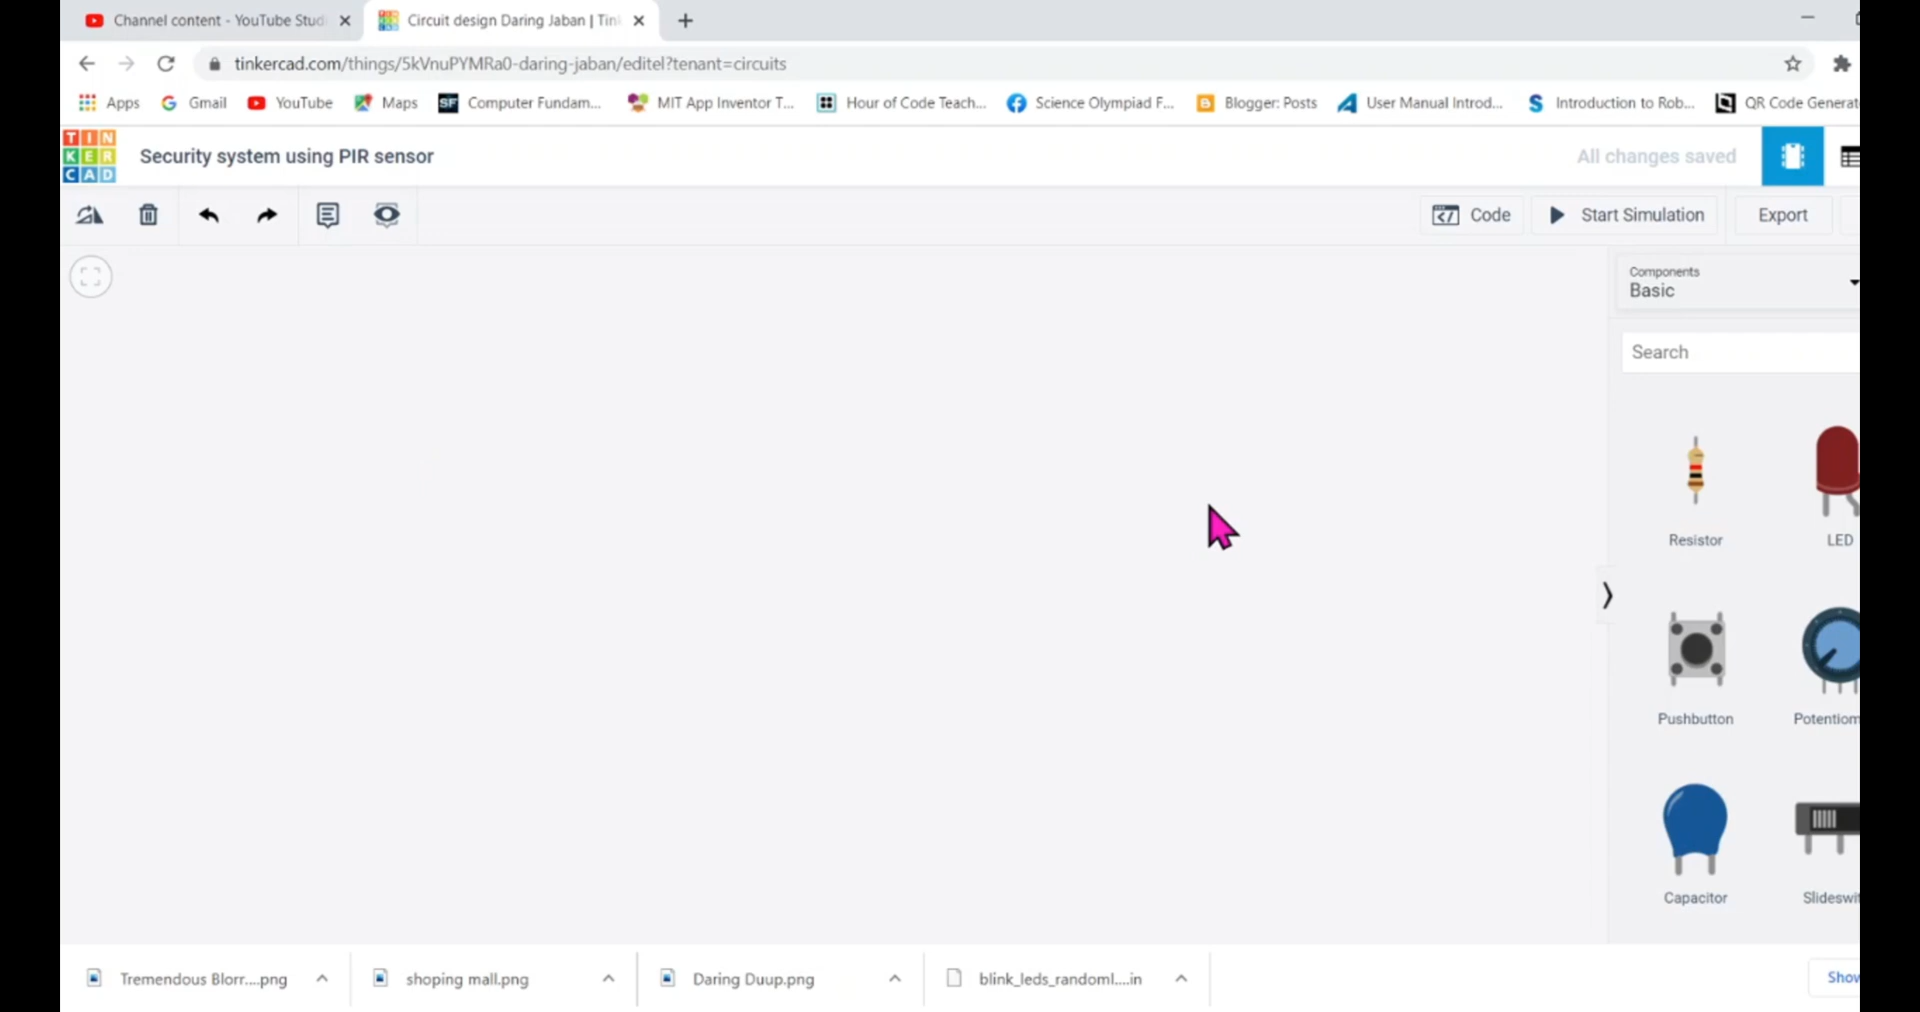 Channel content - YouTube Studi
Circuit design Daring Jaban | Tink
tinkercad.com/things/5kVnuPYMRa0-daring-jaban/editel?tenant=circuits
Apps
Gmail
YouTube
Maps
SF
Computer Fundam...
MIT App Inventor T...
Hour of Code Teach...
Science Olympiad F...
Blogger: Posts
User Manual Introd...
Introduction to Rob...
QR Code Generat
TIN
KER
CAD
Security system using PIR sensor
All changes saved
Code
Start Simulation
Export
Components
Basic
Search
Resistor
LED
Pushbutton
Potentiom
Capacitor
Slideswit
Tremendous Blorr....png
shoping mall.png
Daring Duup.png
blink_leds_randoml....in
Show